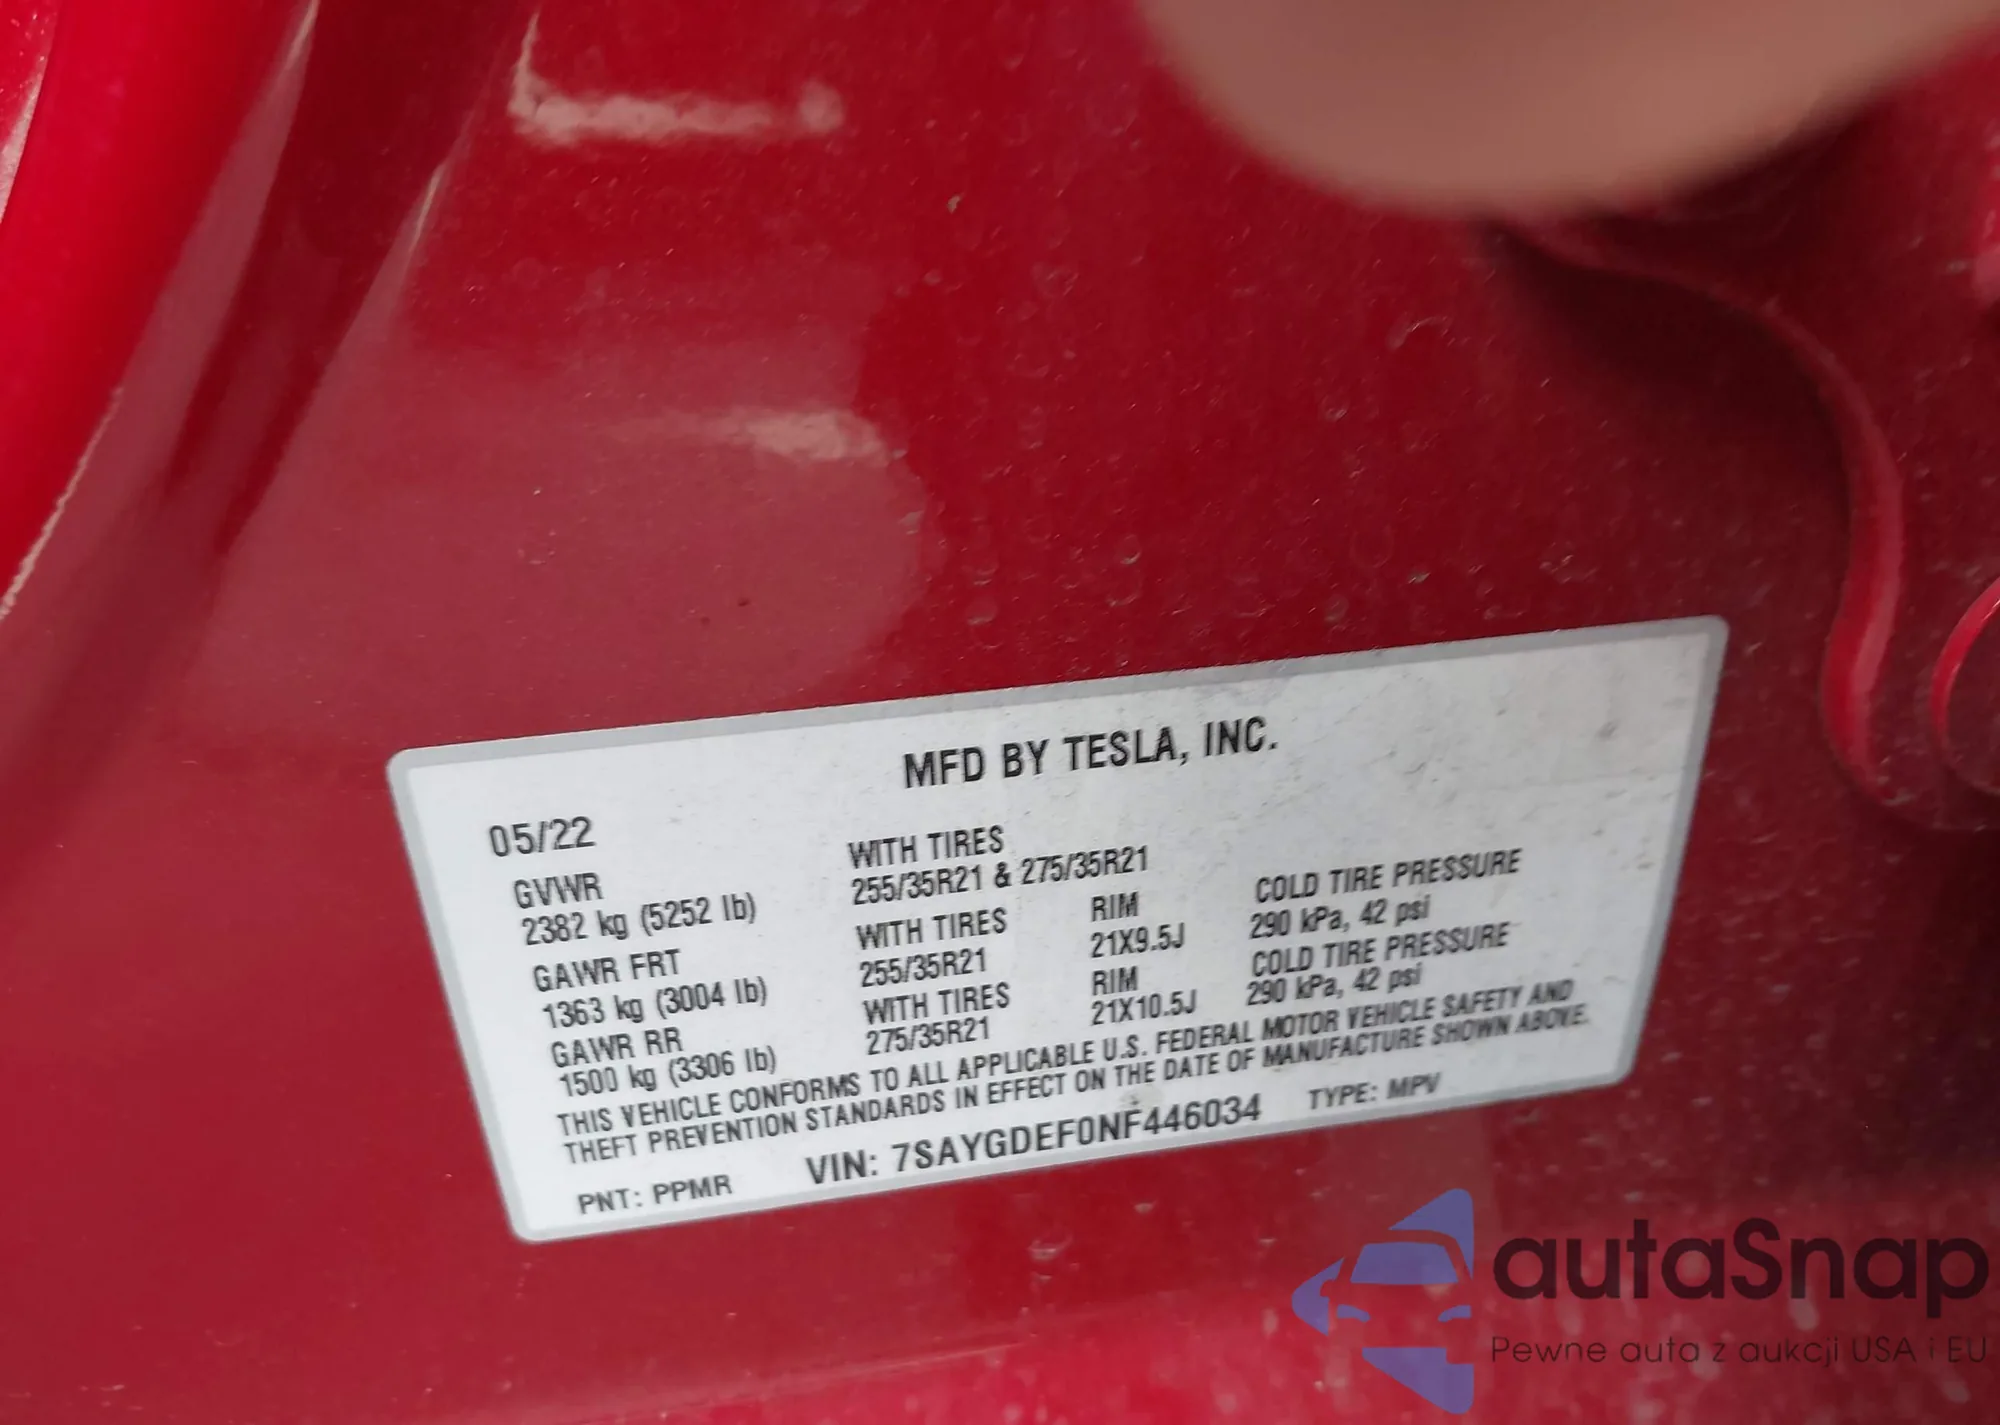 MFD BY TESLA, INC.
05/22
GVWR
2382 kg (5252 lb)
WITH TIRES
255/35R21 & 275/35R21
GAWR FRT
1363 kg (3004 lb)
WITH TIRES
255/35R21
RIM
21X9.5J
COLD TIRE PRESSURE
290 kPa, 42 psi
GAWR RR
1500 kg (3306 lb)
WITH TIRES
275/35R21
RIM
21X10.5J
COLD TIRE PRESSURE
290 kPa, 42 psi
THIS VEHICLE CONFORMS TO ALL APPLICABLE U.S. FEDERAL MOTOR VEHICLE SAFETY AND
THEFT PREVENTION STANDARDS IN EFFECT ON THE DATE OF MANUFACTURE SHOWN ABOVE.
PNT: PPMR VIN: 7SAYGDEF0NF446034 TYPE: MPV
autaSnap
Pewne auta z aukcji USA i EU